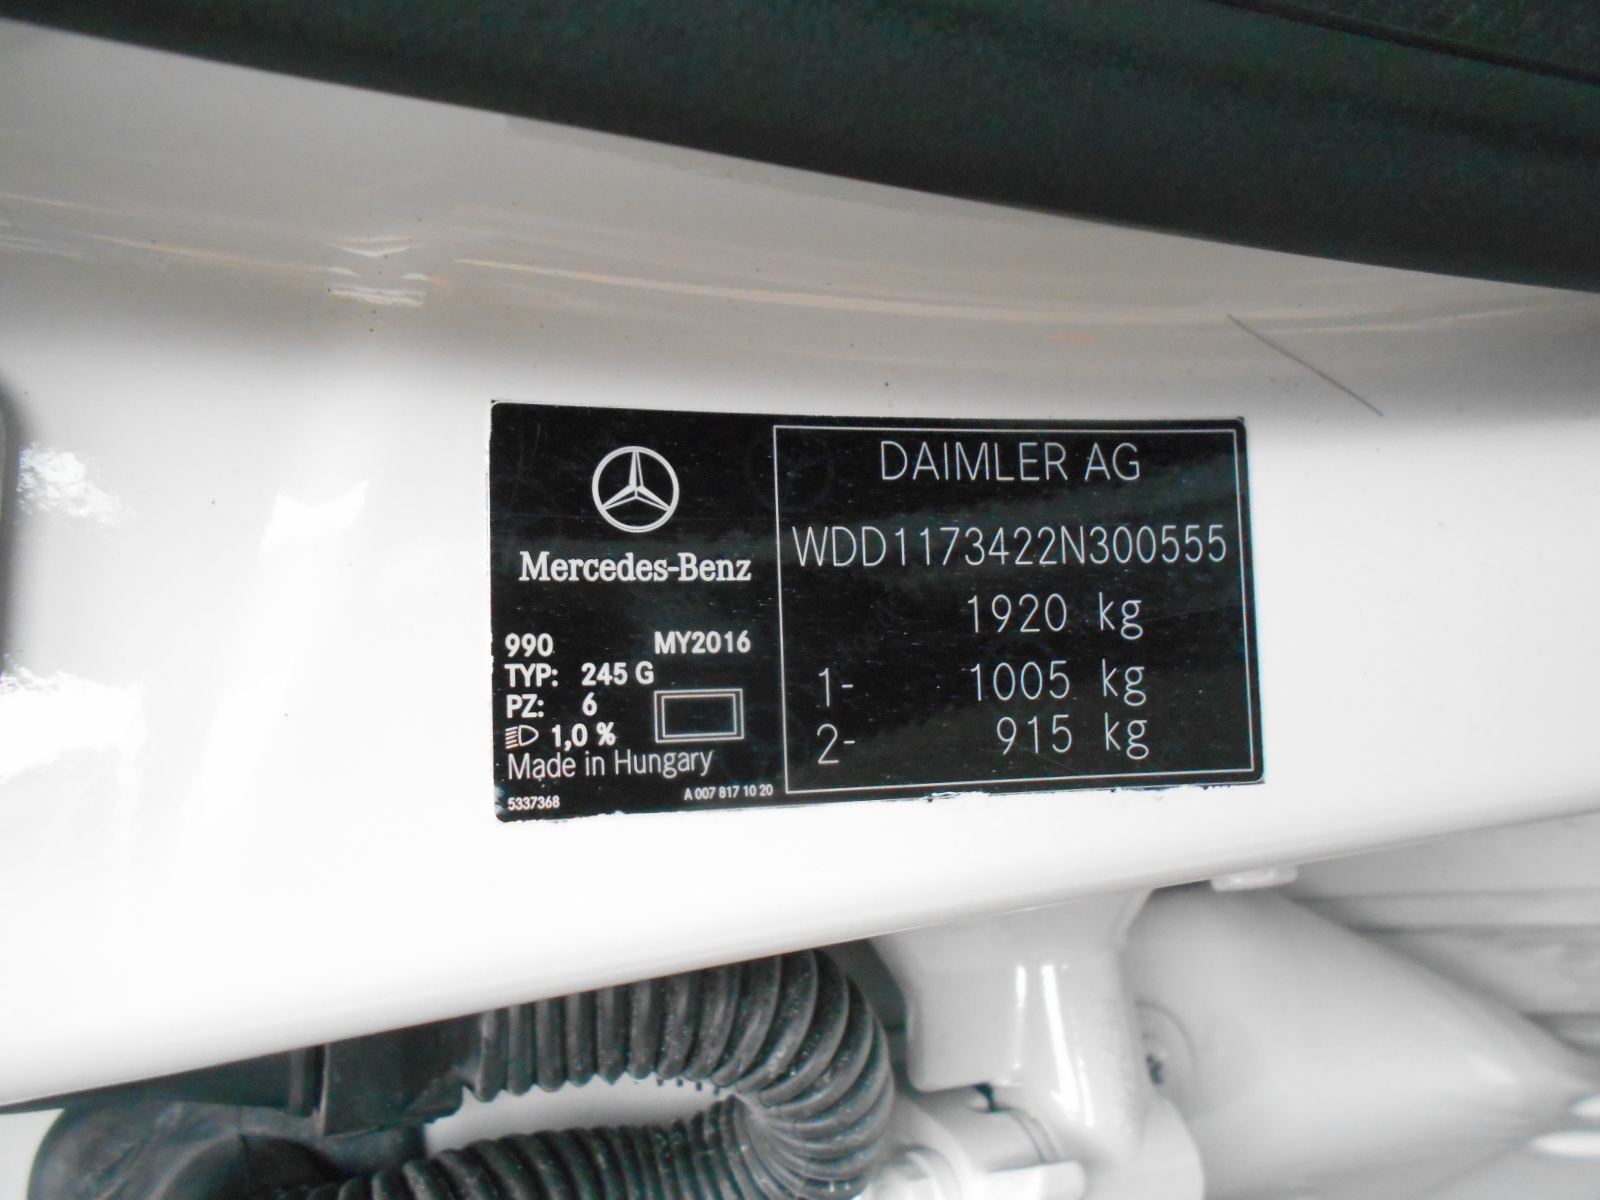 Mercedes-Benz
990 MY2016
TYP: 245 G
PZ: 6
1,0 %
Made in Hungary
5337368 A 007 817 10 20
DAIMLER AG
WDD1173422N300555
1920 kg
1- 1005 kg
2- 915 kg